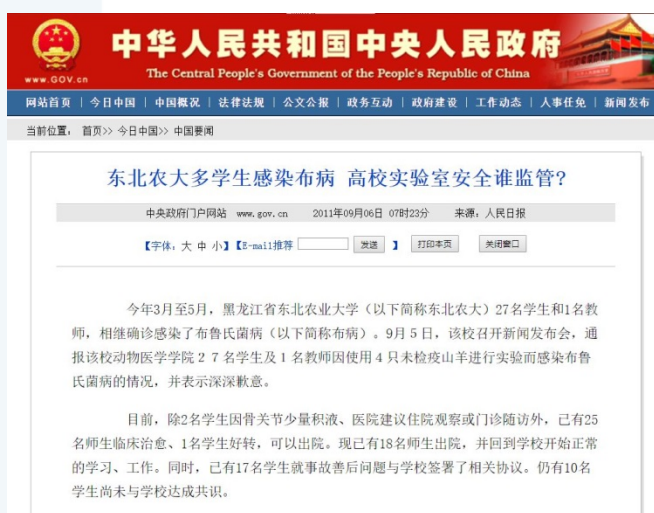 中华人民共和国中央人民政府
www.GOV.cn
The Central People's Government of the People's Republic of China
网站首页 | 今日中国 | 中国概况 | 法律法规 | 公文公报 | 政务互动 | 政府建设 | 工作动态 | 人事任免 | 新闻发布
当前位置: 首页>> 今日中国>> 中国要闻
东北农大多学生感染布病 高校实验室安全谁监管?
中央政府门户网站 www.gov.cn 2011年09月06日 07时23分 来源: 人民日报
【字体: 大 中 小】【E-mail推荐 发送 】 打印本页 关闭窗口
今年3月至5月，黑龙江省东北农业大学（以下简称东北农大）27名学生和1名教
师，相继确诊感染了布鲁氏菌病（以下简称布病）。9月５日，该校召开新闻发布会，通
报该校动物医学学院２７名学生及１名教师因使用４只未检疫山羊进行实验而感染布鲁
氏菌病的情况，并表示深深歉意。
目前，除2名学生因骨关节少量积液、医院建议住院观察或门诊随访外，已有25
名师生临床治愈、1名学生好转，可以出院。现已有18名师生出院，并回到学校开始正常
的学习、工作。同时，已有17名学生就事故善后问题与学校签署了相关协议。仍有10名
学生尚未与学校达成共识。